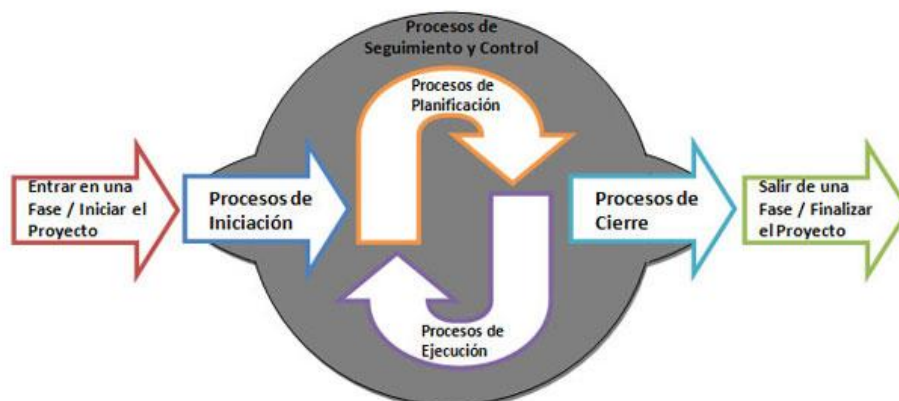 Procesos de
Seguimiento y Control
Procesos de
Planificación
Entrar en una
Fase / Iniciar el
Proyecto
Procesos de
Iniciación
Procesos de
Cierre
Salir de una
Fase / Finalizar
el Proyecto
Procesos de
Ejecución